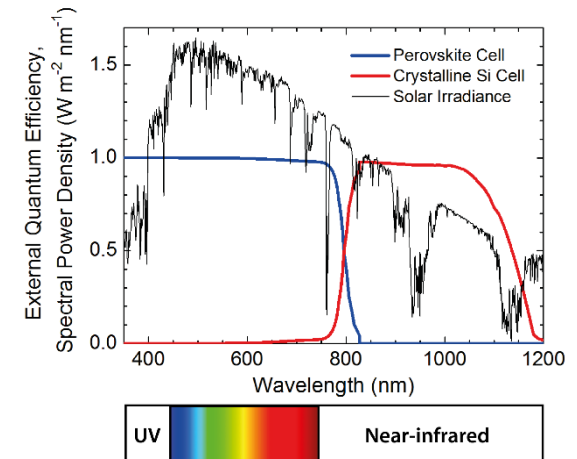 External Quantum Efficiency,
Spectral Power Density (W m-2 nm-1)
1.5
1.0
0.5
0.0
Perovskite Cell
Crystalline Si Cell
Solar Irradiance
400 600 800 1000 1200
Wavelength (nm)
UV Near-infrared